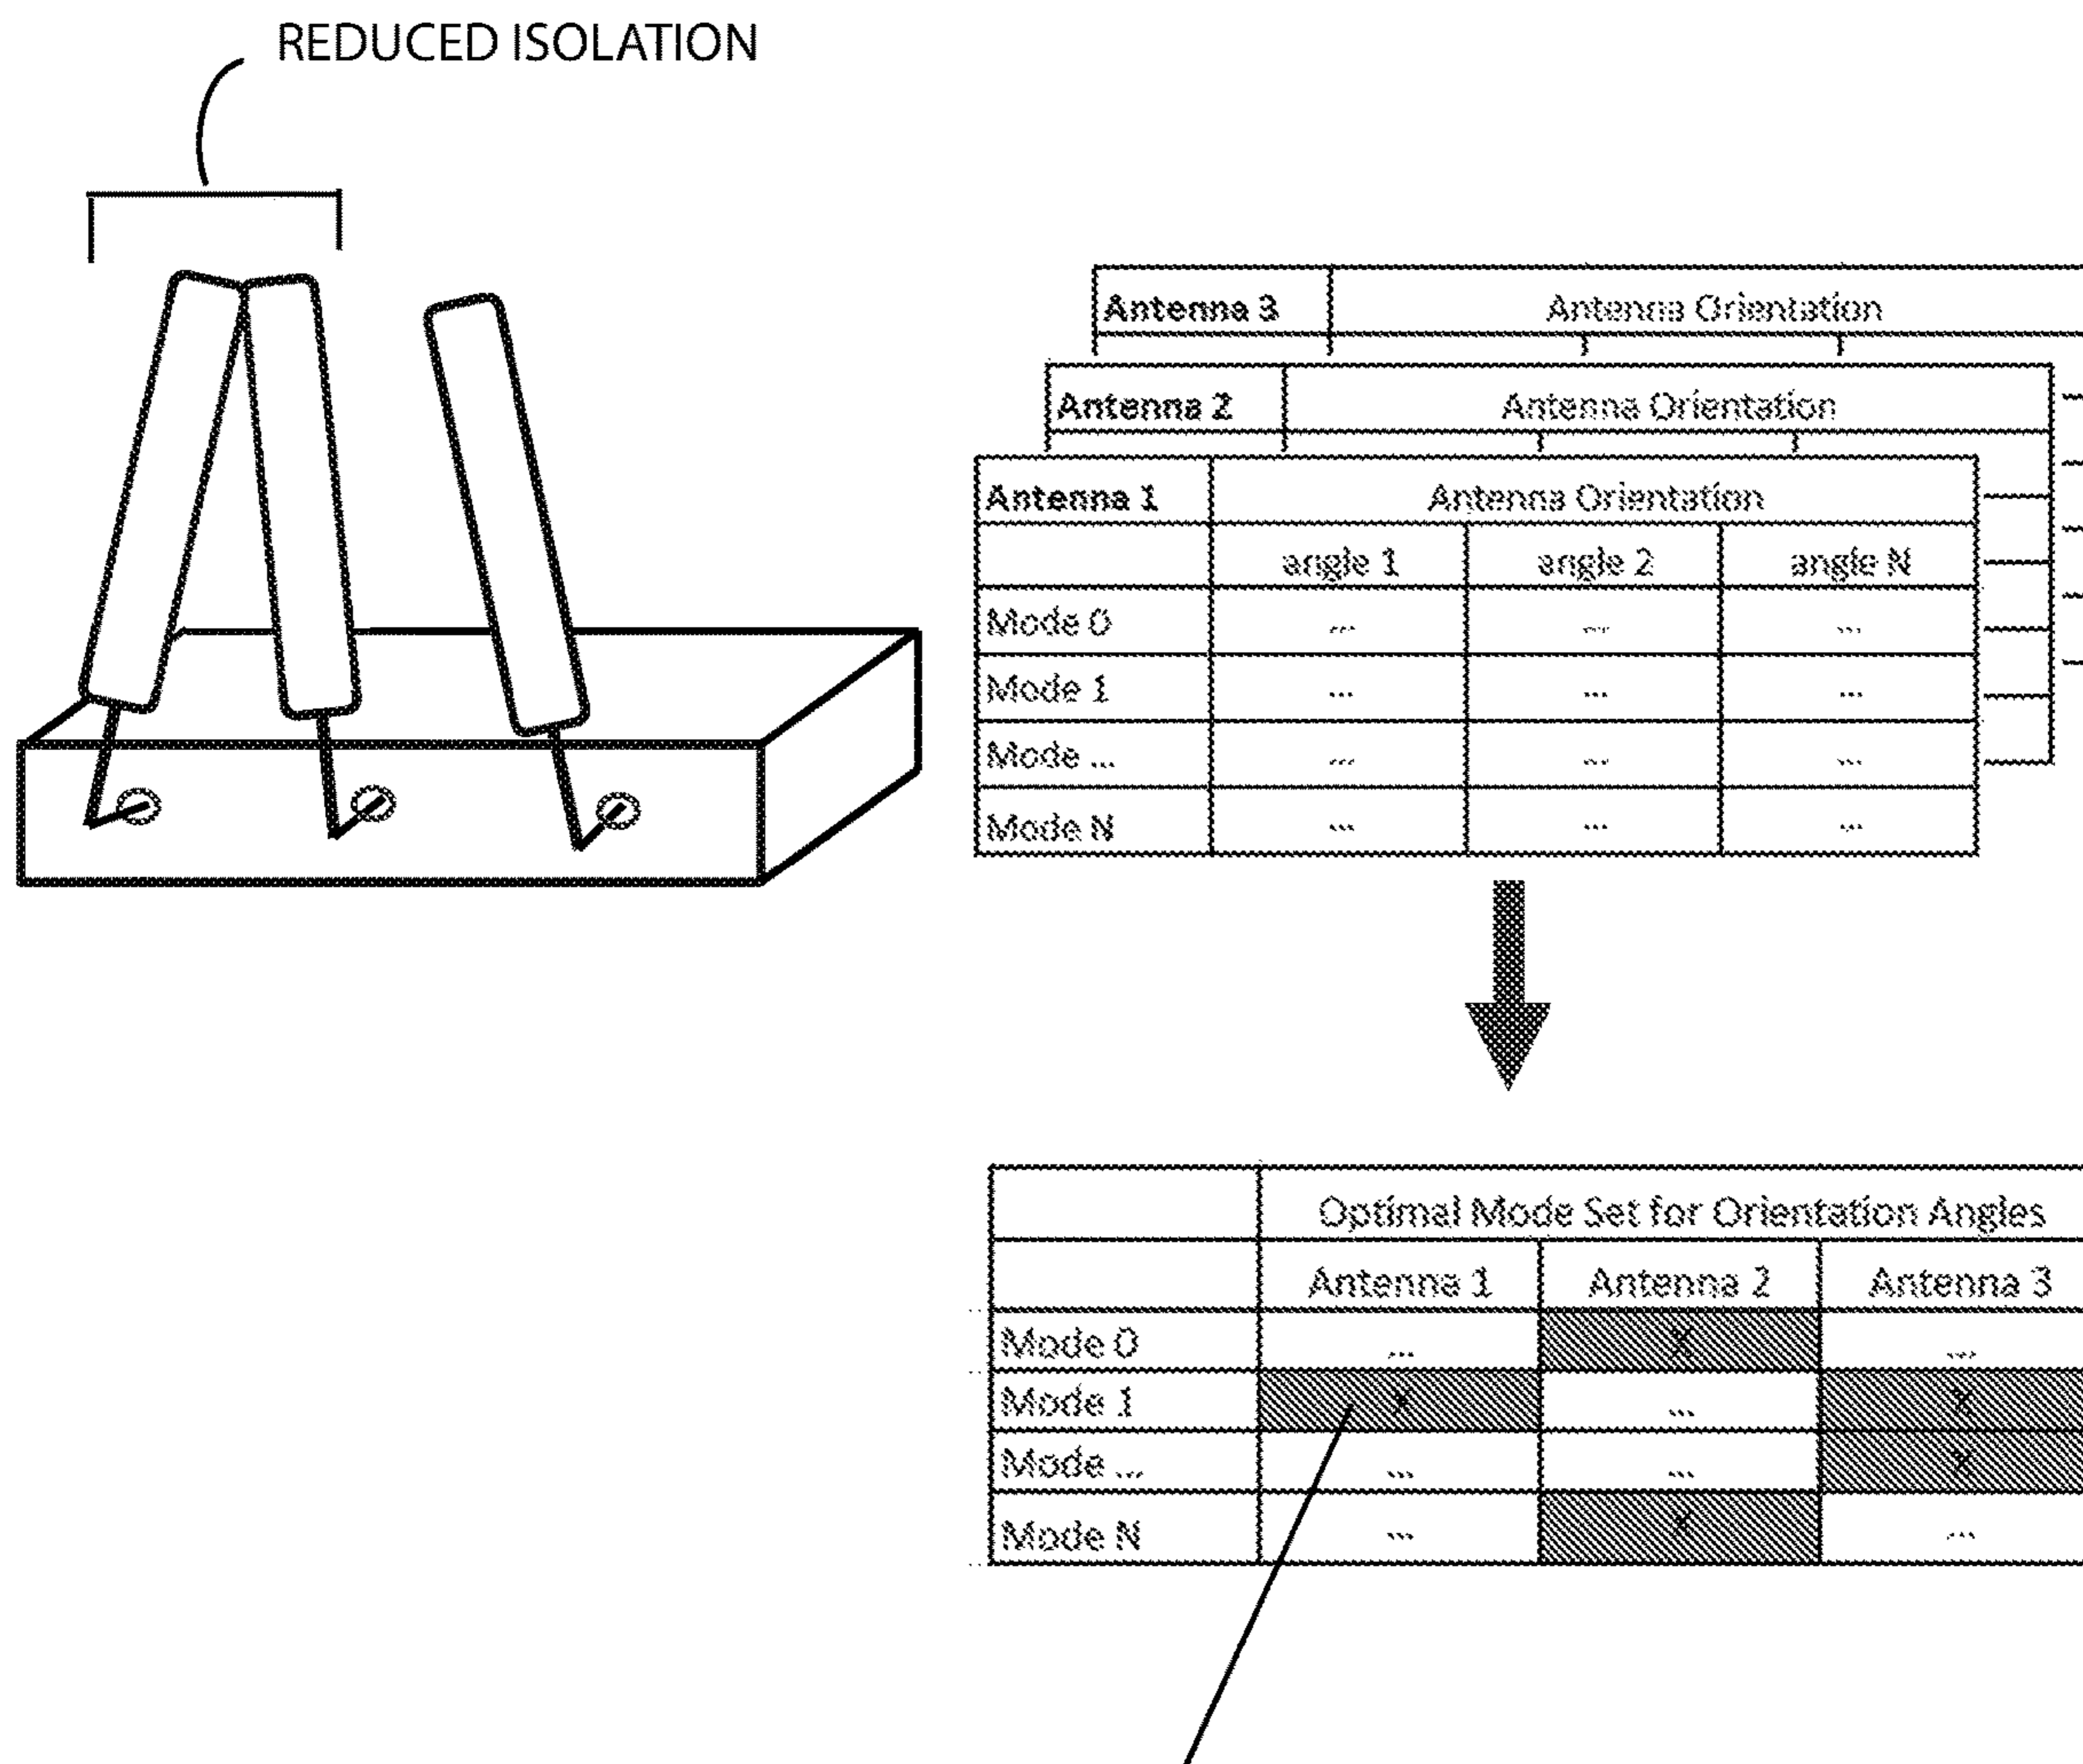 REDUCED ISOLATION
Antenna 3 Antenna Orientation
Antenna 2 Antenna Orientation
Antenna 1 Antenna Orientation
angle 1 angle 2 angle N
Mode 0 ... ... ...
Mode 1 ... ... ...
Mode ... ... ... ...
Mode N ... ... ...
Optimal Mode Set for Orientation Angles
Antenna 1 Antenna 2 Antenna 3
Mode 0 ... X ...
Mode 1 X ... X
Mode ... ... ... X
Mode N ... X ...